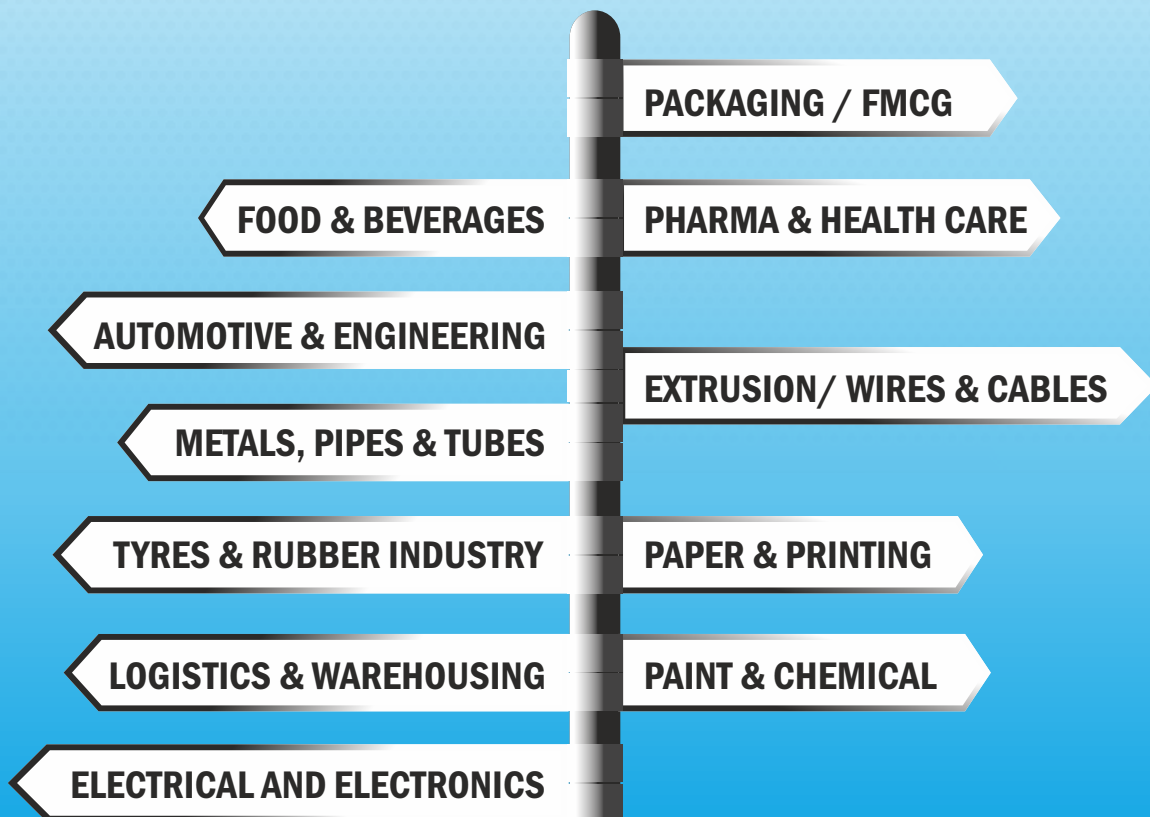 PACKAGING / FMCG
FOOD & BEVERAGES
PHARMA & HEALTH CARE
AUTOMOTIVE & ENGINEERING
EXTRUSION/ WIRES & CABLES
METALS, PIPES & TUBES
TYRES & RUBBER INDUSTRY
PAPER & PRINTING
LOGISTICS & WAREHOUSING
PAINT & CHEMICAL
ELECTRICAL AND ELECTRONICS